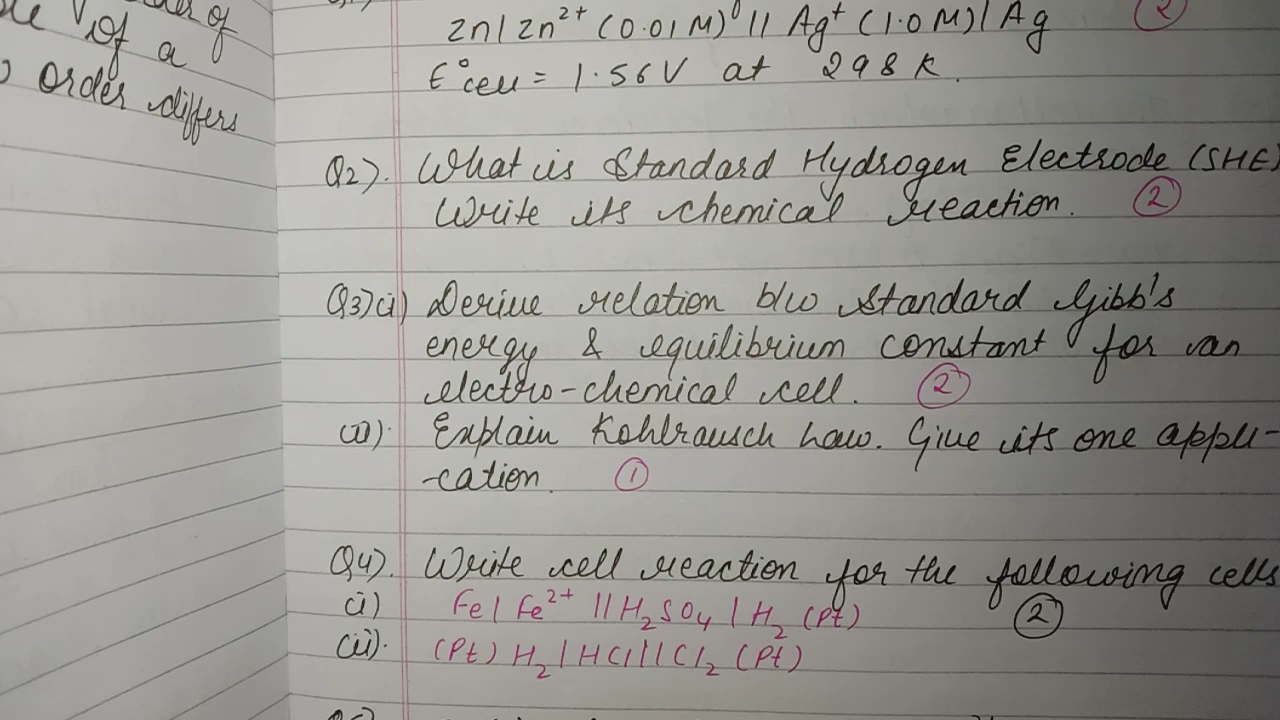 of a
order differs
Zn/Zn²⁺ (0.01M) // Ag⁺ (1.0M)/Ag
E°cell = 1.56V at 298K.
Q2). What is Standard Hydrogen Electrode (SHE)
Write its chemical reaction. ②
Q3)(i) Derive relation b/w Standard Gibb's
energy & equilibrium constant for an
electro-chemical cell. ②
(ii). Explain Kohlrausch Law. Give its one appli-
-cation. ①
Q4). Write cell reaction for the following cells
(i) Fe/Fe²⁺ // H₂SO₄ / H₂ (Pt) ②
(ii). (Pt) H₂ / HCl // Cl₂ (Pt)